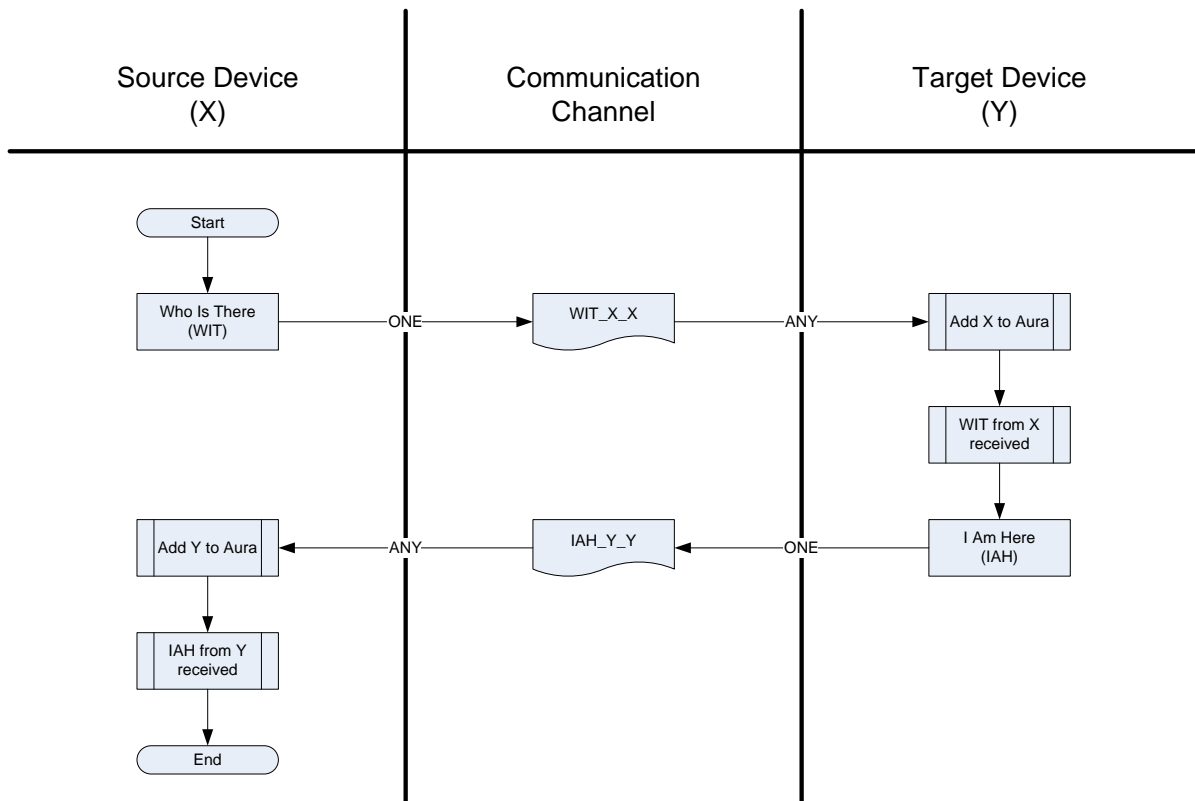 Source Device
(X)
Communication
Channel
Target Device
(Y)
Start
Who Is There
(WIT)
ONE
WIT_X_X
ANY
Add X to Aura
WIT from X
received
I Am Here
(IAH)
ONE
IAH_Y_Y
ANY
Add Y to Aura
IAH from Y
received
End